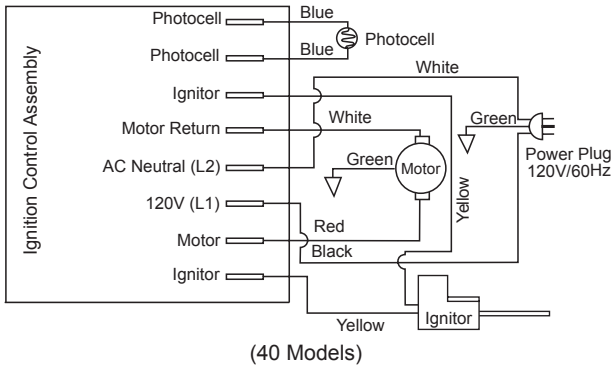 Ignition Control Assembly
Photocell
Blue
Photocell
Blue
Photocell
White
Ignitor
Motor Return
White
Green
AC Neutral (L2)
Green
Motor
Power Plug
120V/60Hz
Yellow
120V (L1)
Red
Motor
Black
Ignitor
Yellow
Ignitor
(40 Models)